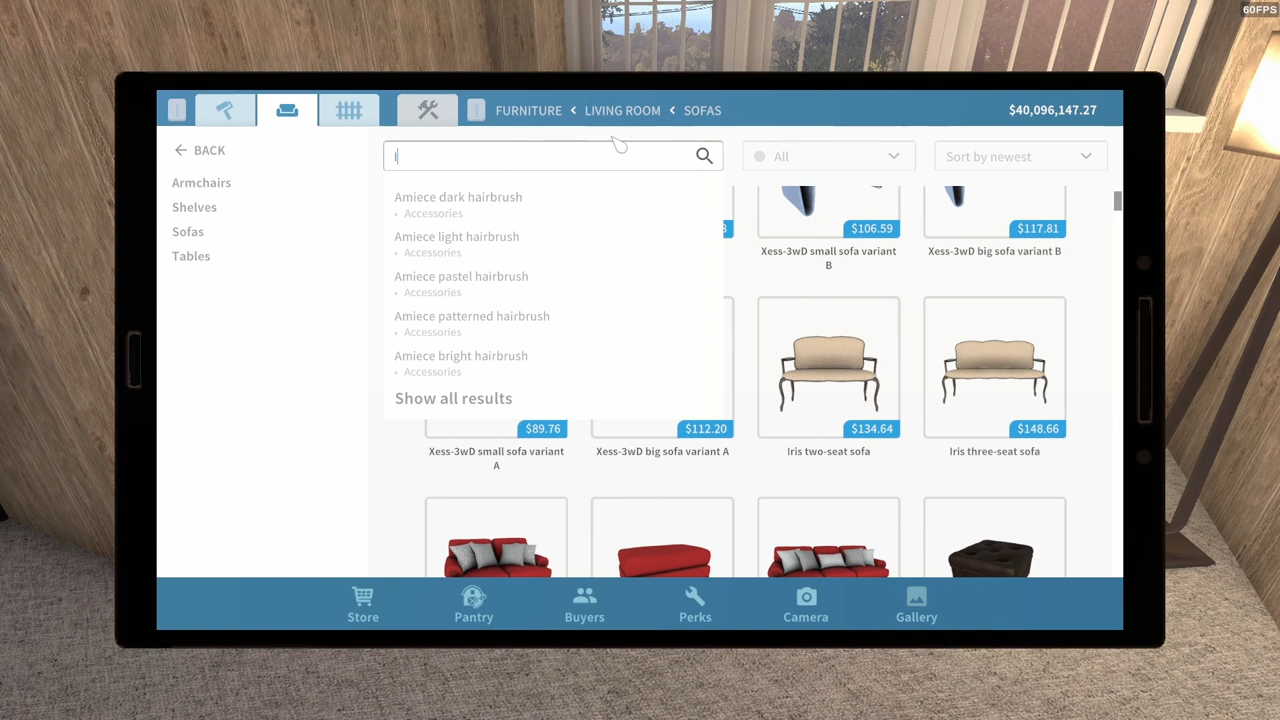 60FPS
FURNITURE < LIVING ROOM < SOFAS
$40,096,147.27
BACK
Armchairs
Shelves
Sofas
Tables
All
Sort by newest
Amiece dark hairbrush
• Accessories
Amiece light hairbrush
• Accessories
Amiece pastel hairbrush
• Accessories
Amiece patterned hairbrush
• Accessories
Amiece bright hairbrush
• Accessories
Show all results
$106.59
$117.81
Xess-3wD small sofa variant
B
Xess-3wD big sofa variant B
$89.76
$112.20
$134.64
$148.66
Xess-3wD small sofa variant
A
Xess-3wD big sofa variant A
Iris two-seat sofa
Iris three-seat sofa
Store
Pantry
Buyers
Perks
Camera
Gallery